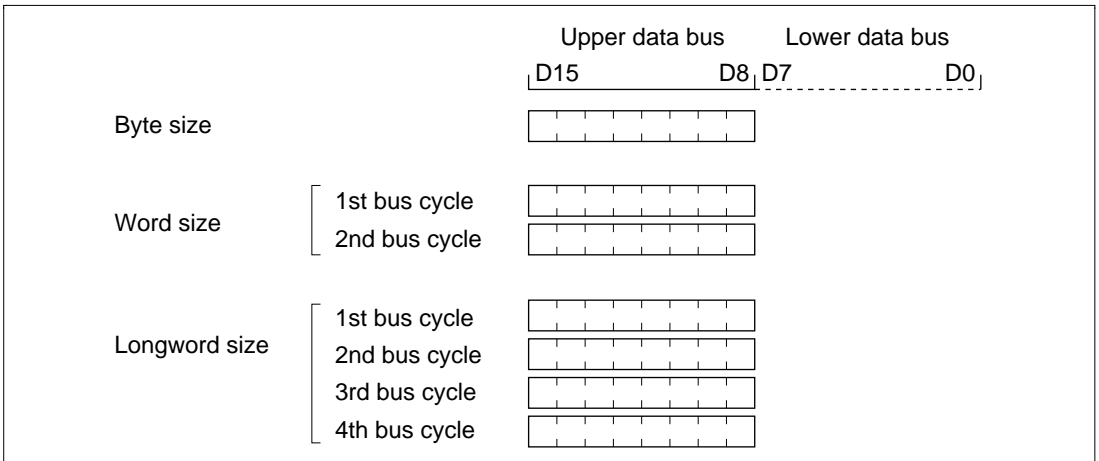 Upper data bus Lower data bus
D15 D8 D7 D0
Byte size
Word size
1st bus cycle
2nd bus cycle
Longword size
1st bus cycle
2nd bus cycle
3rd bus cycle
4th bus cycle